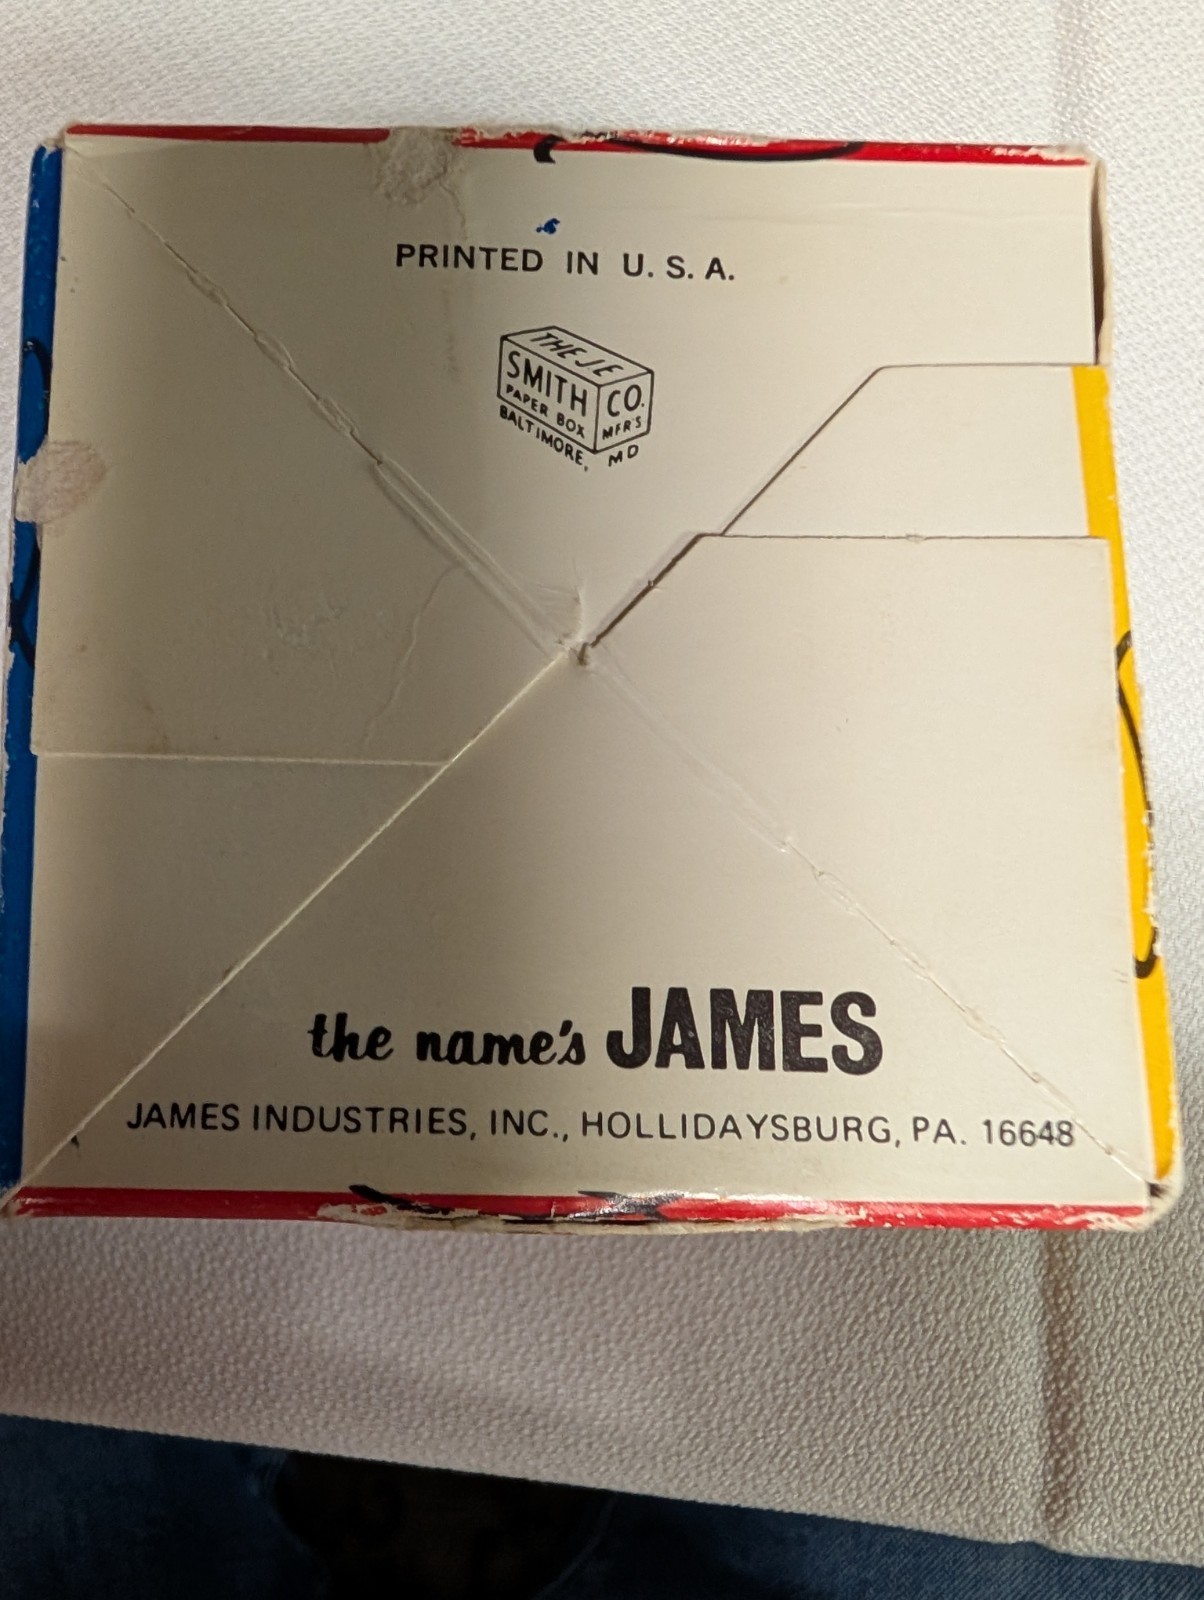 PRINTED IN U. S. A.
THE J E
SMITH CO.
PAPER BOX MFR'S
BALTIMORE, MD
the name's JAMES
JAMES INDUSTRIES, INC., HOLLIDAYSBURG, PA. 16648